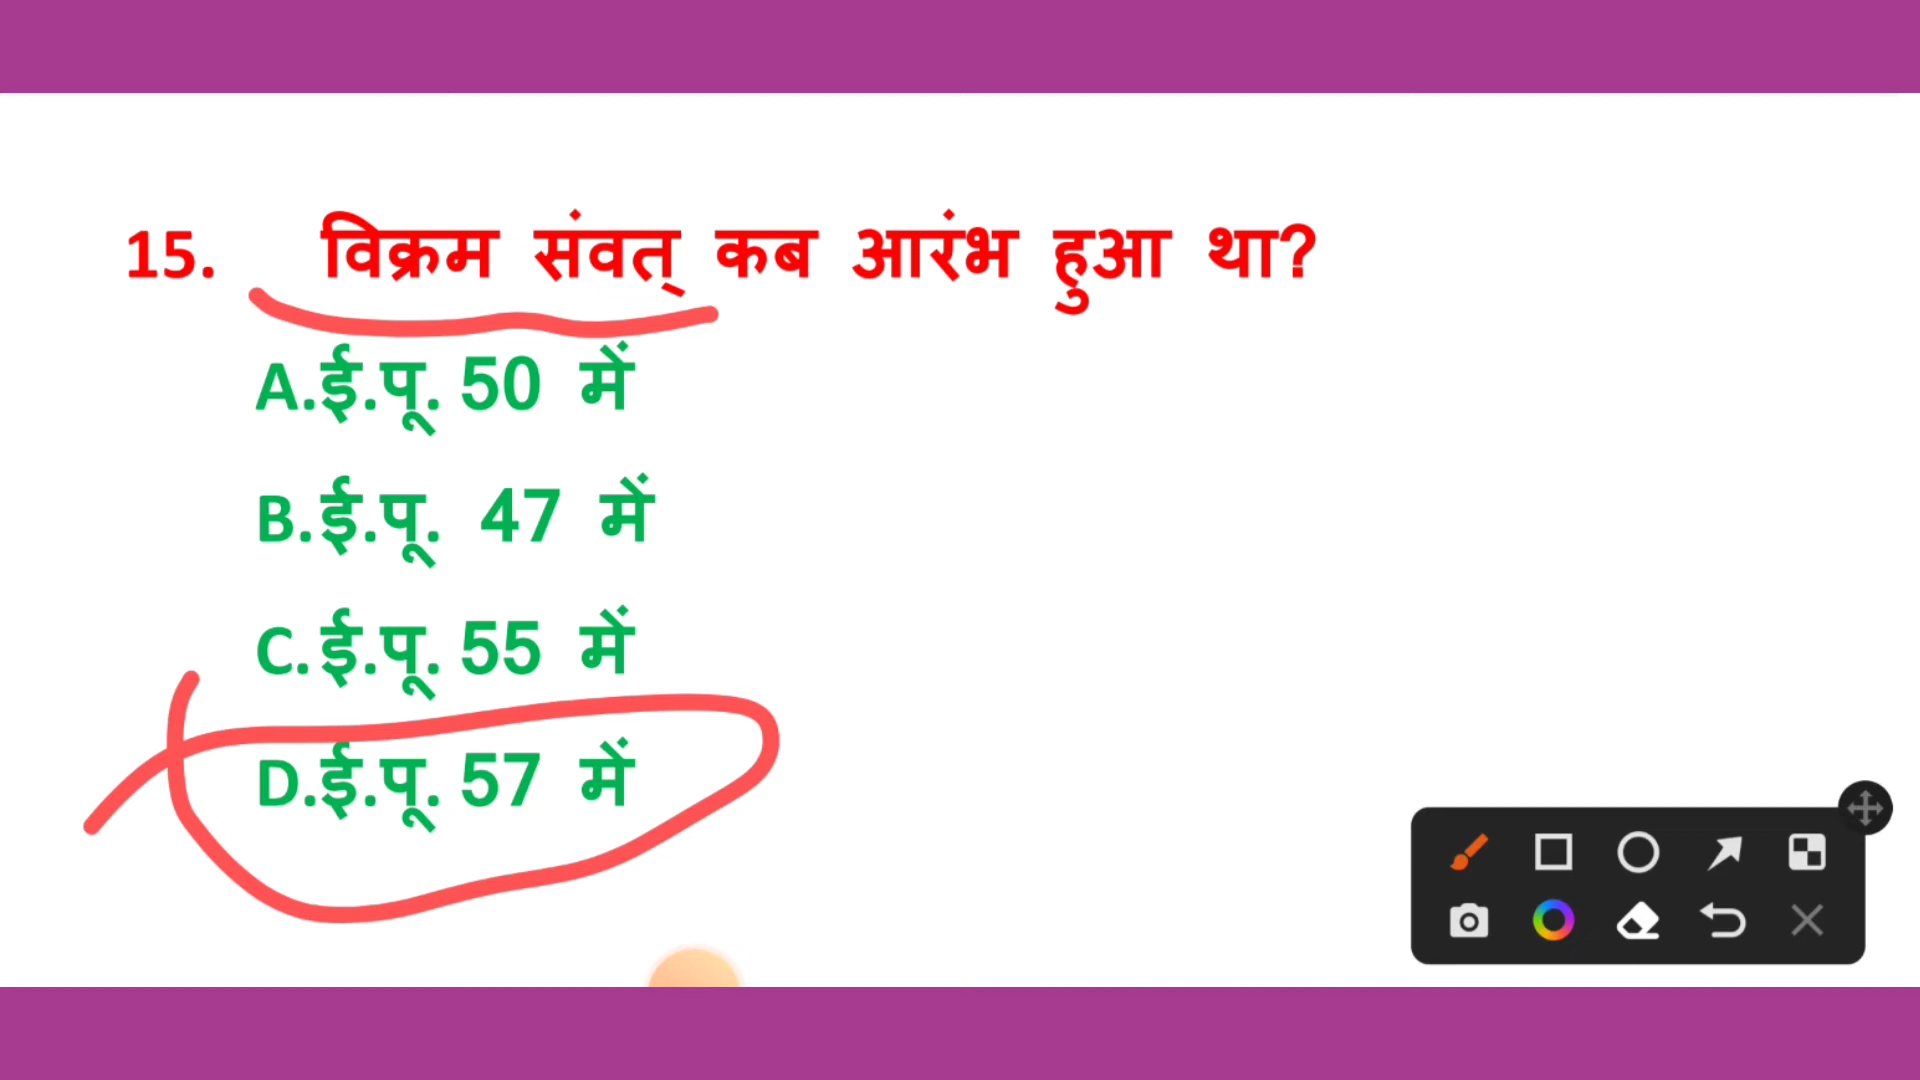 15. विक्रम संवत् कब आरंभ हुआ था?
A.ई.पू. 50 में
B.ई.पू. 47 में
C.ई.पू. 55 में
D.ई.पू. 57 में